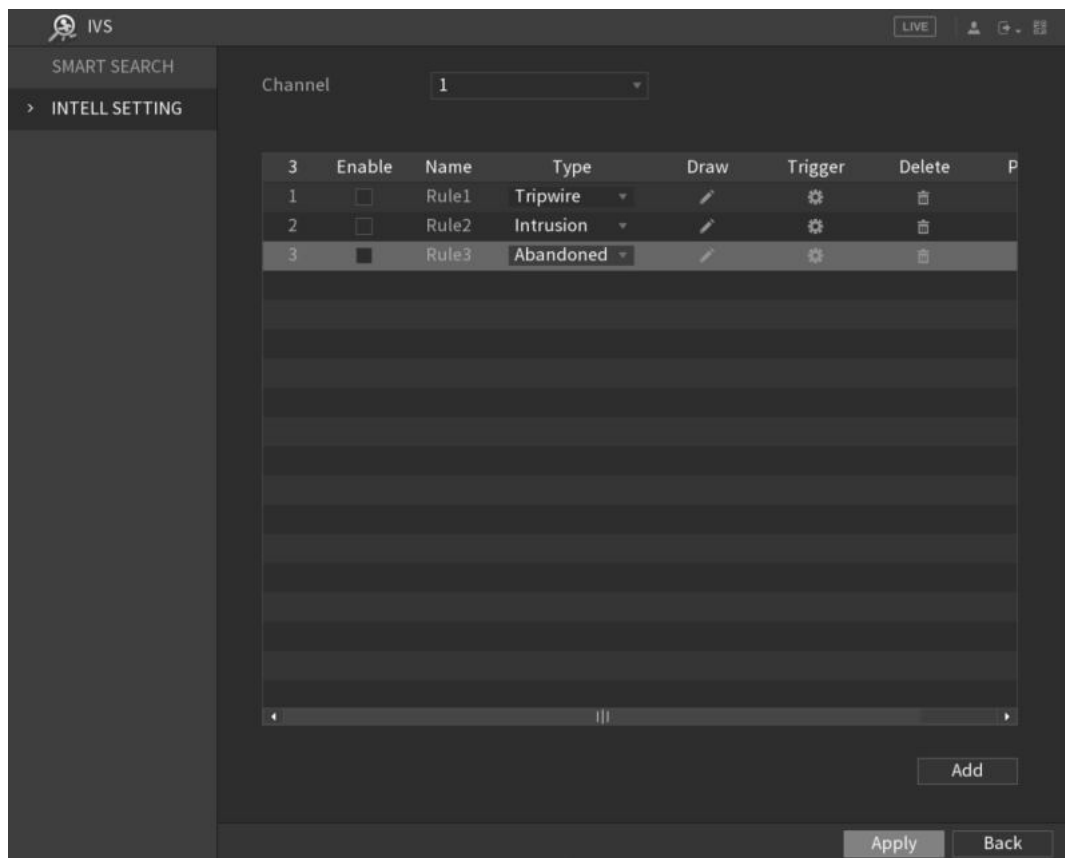 IVS LIVE
SMART SEARCH
INTELL SETTING
Channel 1
3 Enable Name Type Draw Trigger Delete P
1 Rule1 Tripwire
2 Rule2 Intrusion
3 Rule3 Abandoned
Add
Apply Back